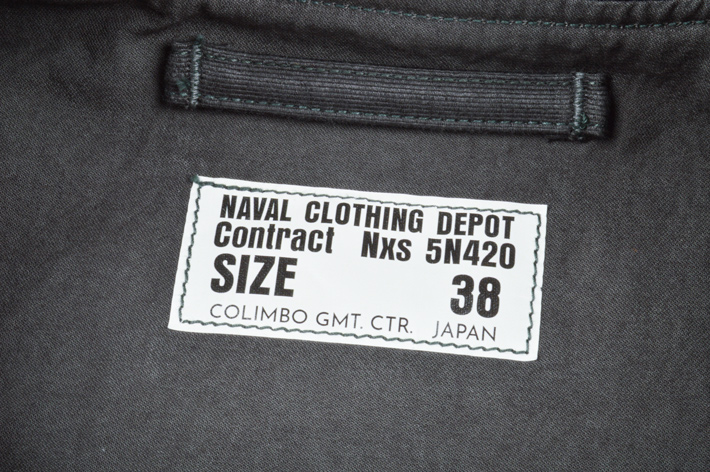 NAVAL CLOTHING DEPOT
Contract Nxs 5N420
SIZE 38
COLIMBO GMT. CTR. JAPAN